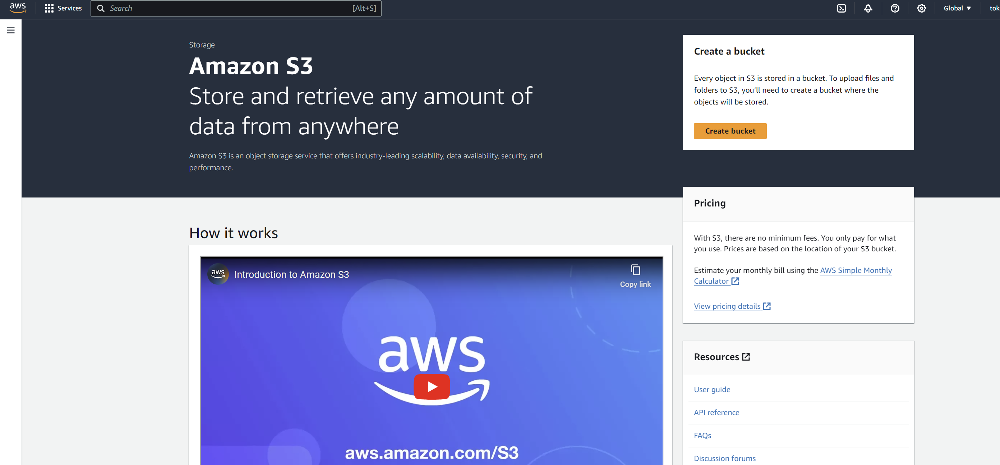 aws
Services
Search
[Alt+S]
Global
tok
Storage
Amazon S3
Store and retrieve any amount of
data from anywhere
Amazon S3 is an object storage service that offers industry-leading scalability, data availability, security, and
performance.
Create a bucket
Every object in S3 is stored in a bucket. To upload files and
folders to S3, you’ll need to create a bucket where the
objects will be stored.
Create bucket
How it works
aws
Introduction to Amazon S3
Copy link
aws
aws.amazon.com/S3
Pricing
With S3, there are no minimum fees. You only pay for what
you use. Prices are based on the location of your S3 bucket.
Estimate your monthly bill using the AWS Simple Monthly
Calculator
View pricing details
Resources
User guide
API reference
FAQs
Discussion forums